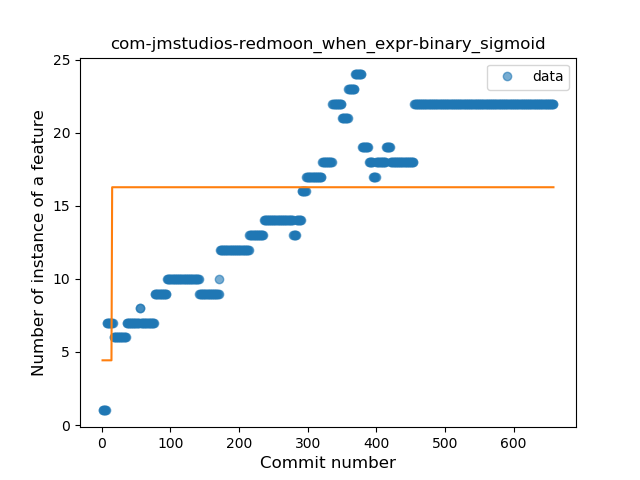 com-jmstudios-redmoon_when_expr-binary_sigmoid
data
Number of instance of a feature
25
20
15
10
5
0
0 100 200 300 400 500 600
Commit number